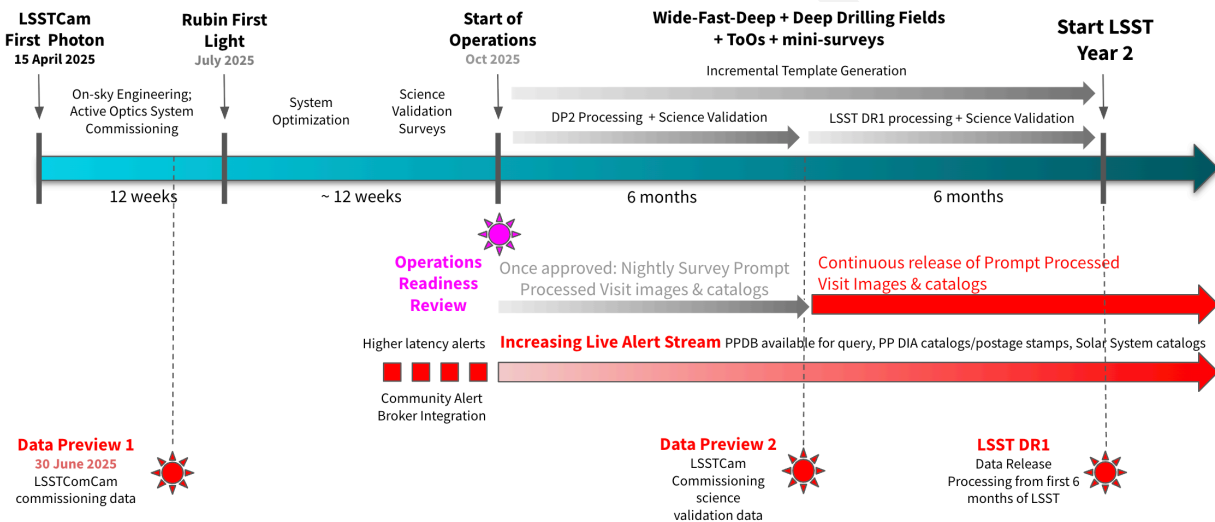 LSSTCam
First Photon
15 April 2025
Rubin First
Light
July 2025
Start of
Operations
Oct 2025
Wide-Fast-Deep + Deep Drilling Fields
+ ToOs + mini-surveys
Start LSST
Year 2
On-sky Engineering;
Active Optics System
Commissioning
System
Optimization
Science
Validation
Surveys
Incremental Template Generation
DP2 Processing + Science Validation
LSST DR1 processing + Science Validation
12 weeks
~ 12 weeks
6 months
6 months
Operations
Readiness
Review
Once approved: Nightly Survey Prompt
Processed Visit images & catalogs
Continuous release of Prompt Processed
Visit Images & catalogs
Higher latency alerts
Increasing Live Alert Stream PPDB available for query, PP DIA catalogs/postage stamps, Solar System catalogs
Community Alert
Broker Integration
Data Preview 1
30 June 2025
LSSTComCam
commissioning data
Data Preview 2
LSSTCam
Commissioning
science
validation data
LSST DR1
Data Release
Processing from first 6
months of LSST